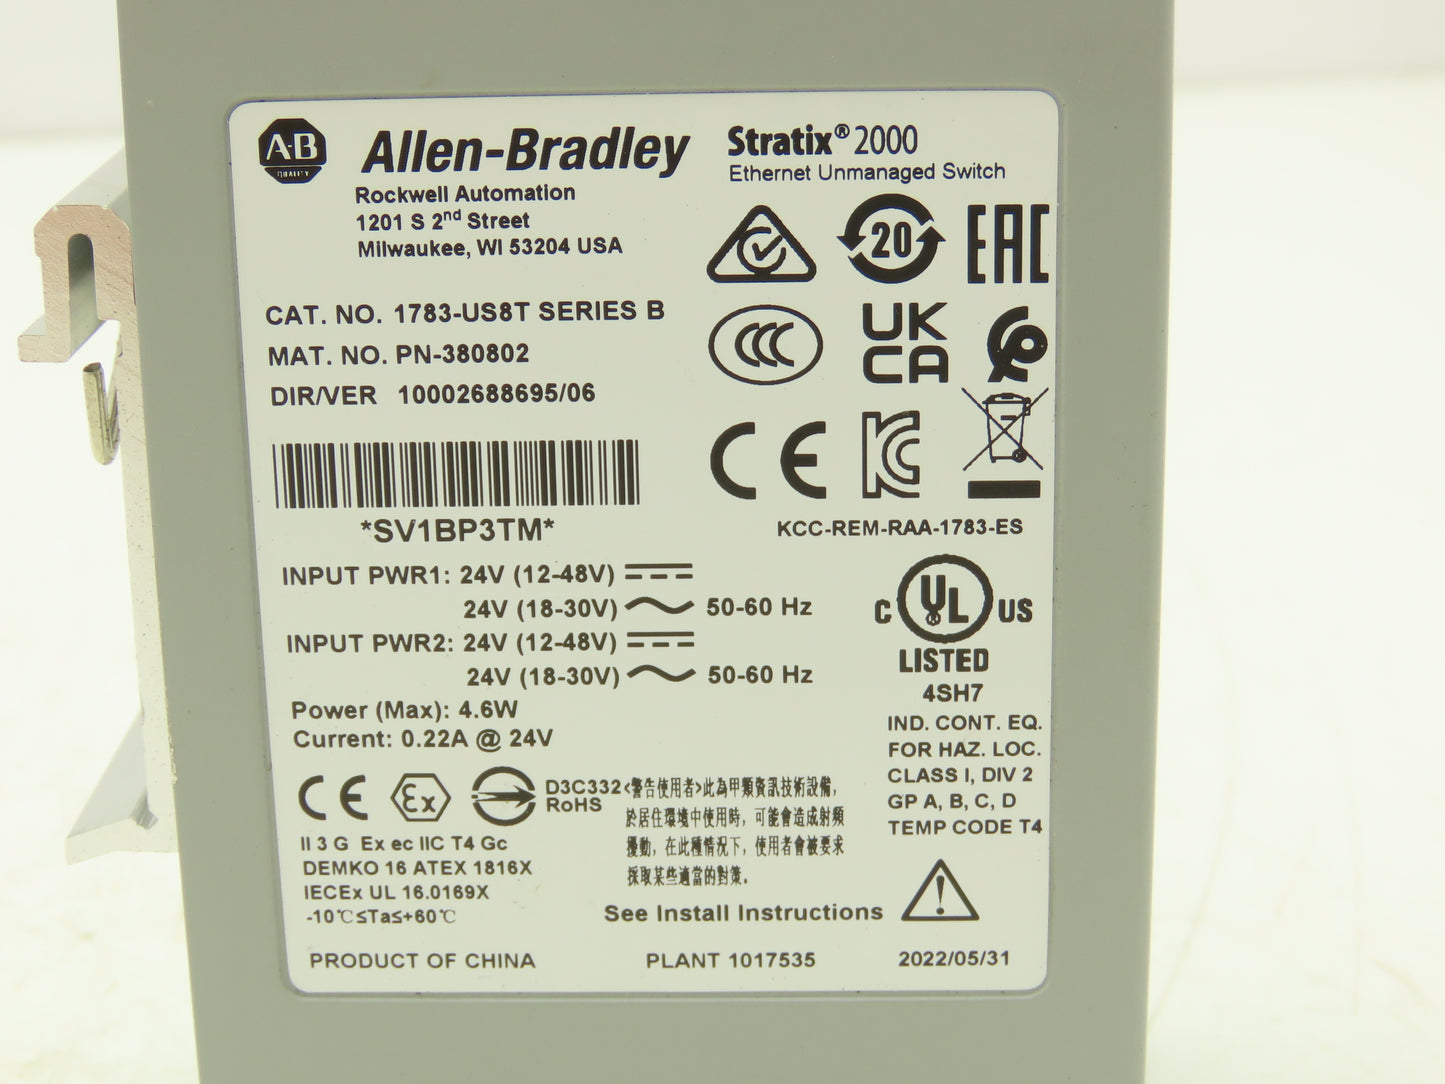 A-B
QUALITY
Allen-Bradley
Rockwell Automation
1201 S 2nd Street
Milwaukee, WI 53204 USA
Stratix® 2000
Ethernet Unmanaged Switch
20
EAC
CAT. NO. 1783-US8T SERIES B
MAT. NO. PN-380802
DIR/VER 10002688695/06
CCC
UK
CA
CE
KC
*SV1BP3TM*
KCC-REM-RAA-1783-ES
INPUT PWR1: 24V (12-48V)
24V (18-30V) 50-60 Hz
INPUT PWR2: 24V (12-48V)
24V (18-30V) 50-60 Hz
Power (Max): 4.6W
Current: 0.22A @ 24V
C UL® US
LISTED
4SH7
IND. CONT. EQ.
FOR HAZ. LOC.
CLASS I, DIV 2
GP A, B, C, D
TEMP CODE T4
CE
Ex
D3C332
RoHS
<警告使用者>此為甲類資訊技術設備,
於居住環境中使用時, 可能會造成射頻
擾動, 在此種情況下, 使用者會被要求
採取某些適當的對策。
II 3 G Ex ec IIC T4 Gc
DEMKO 16 ATEX 1816X
IECEx UL 16.0169X
-10℃≤Ta≤+60℃
See Install Instructions
PRODUCT OF CHINA
PLANT 1017535
2022/05/31